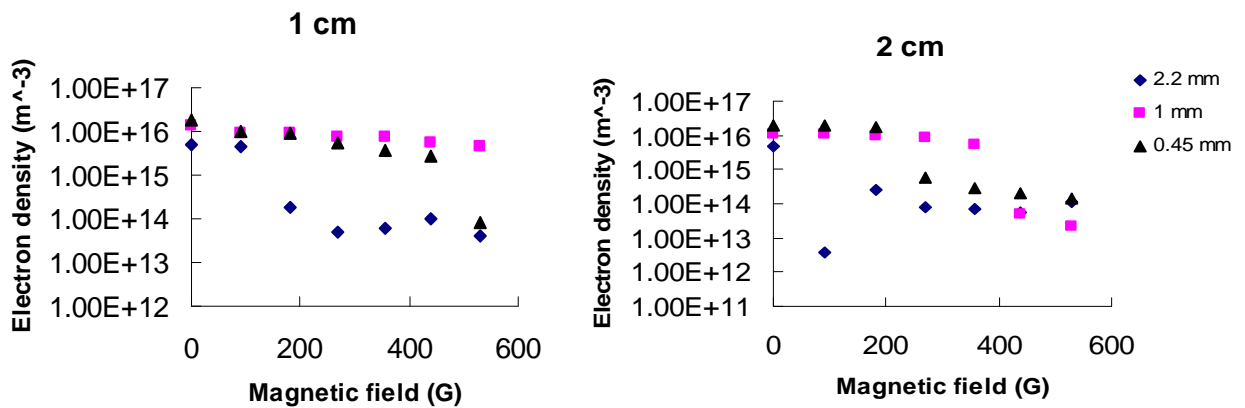 1 cm
Electron density (m^-3)
1.00E+17
1.00E+16
1.00E+15
1.00E+14
1.00E+13
1.00E+12
0 200 400 600
Magnetic field (G)
2 cm
Electron density (m^-3)
1.00E+17
1.00E+16
1.00E+15
1.00E+14
1.00E+13
1.00E+12
1.00E+11
0 200 400 600
Magnetic field (G)
2.2 mm
1 mm
0.45 mm